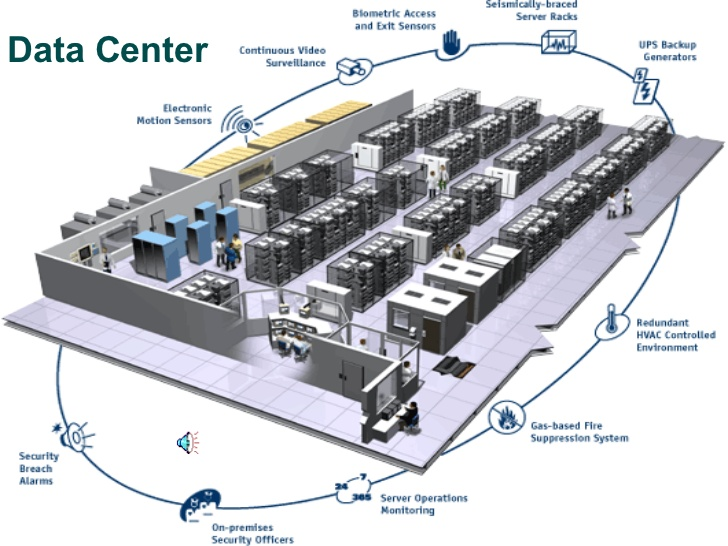 Data Center
Biometric Access
and Exit Sensors
Seismically-braced
Server Racks
Continuous Video
Surveillance
UPS Backup
Generators
Electronic
Motion Sensors
Redundant
HVAC Controlled
Environment
Gas-based Fire
Suppression System
Security
Breach
Alarms
7
24
365
Server Operations
Monitoring
On-premises
Security Officers